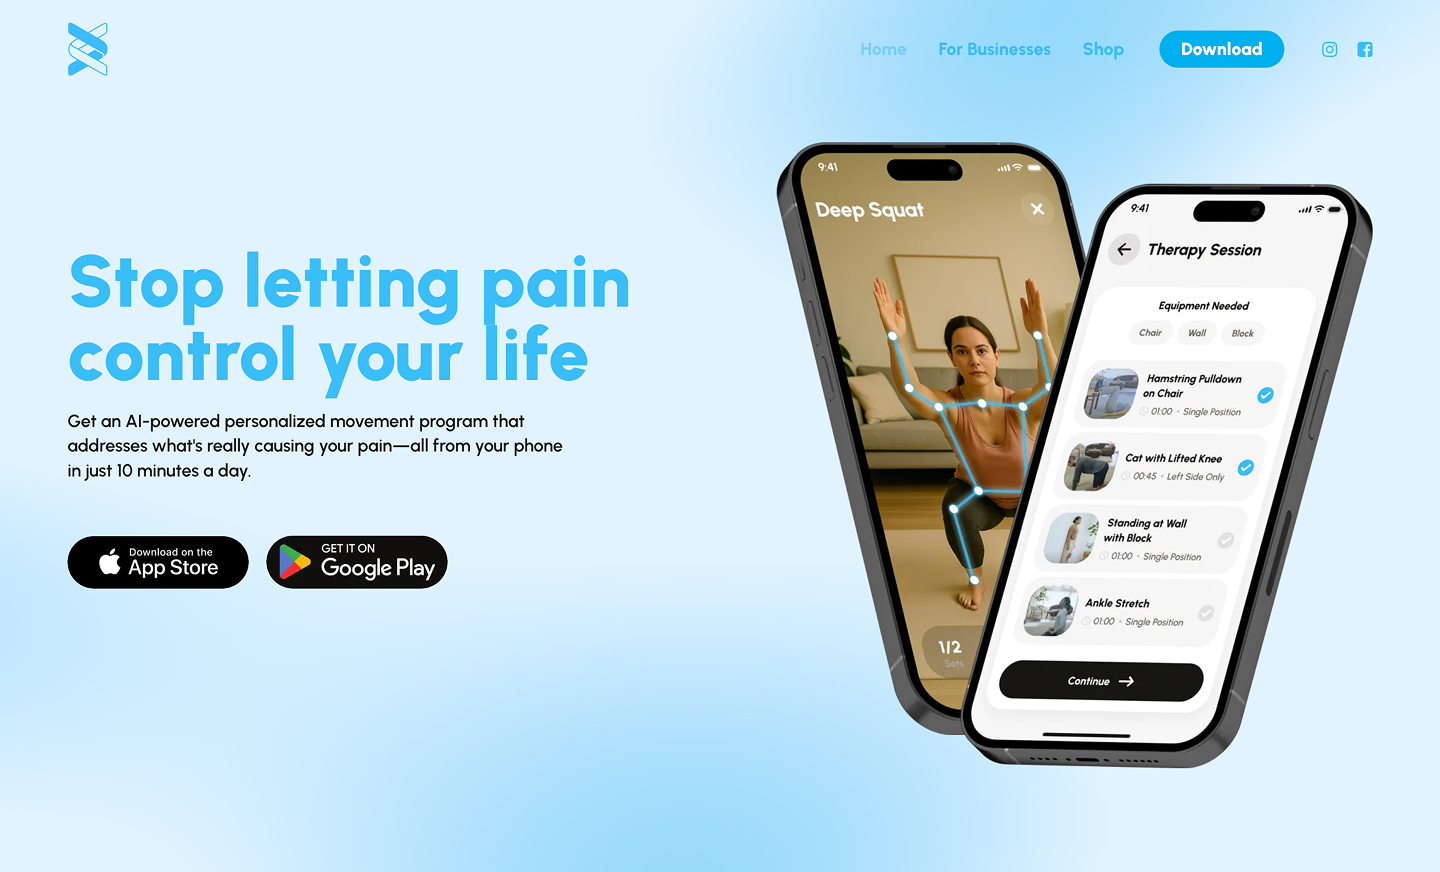 Home
For Businesses
Shop
Download
Stop letting pain
control your life
Get an AI-powered personalized movement program that
addresses what's really causing your pain—all from your phone
in just 10 minutes a day.
Download on the
App Store
GET IT ON
Google Play
9:41
Deep Squat
1/2
Sets
9:41
Therapy Session
Equipment Needed
Chair
Wall
Block
Hamstring Pulldown
on Chair
01:00 • Single Position
Cat with Lifted Knee
00:45 • Left Side Only
Standing at Wall
with Block
01:00 • Single Position
Ankle Stretch
01:00 • Single Position
Continue